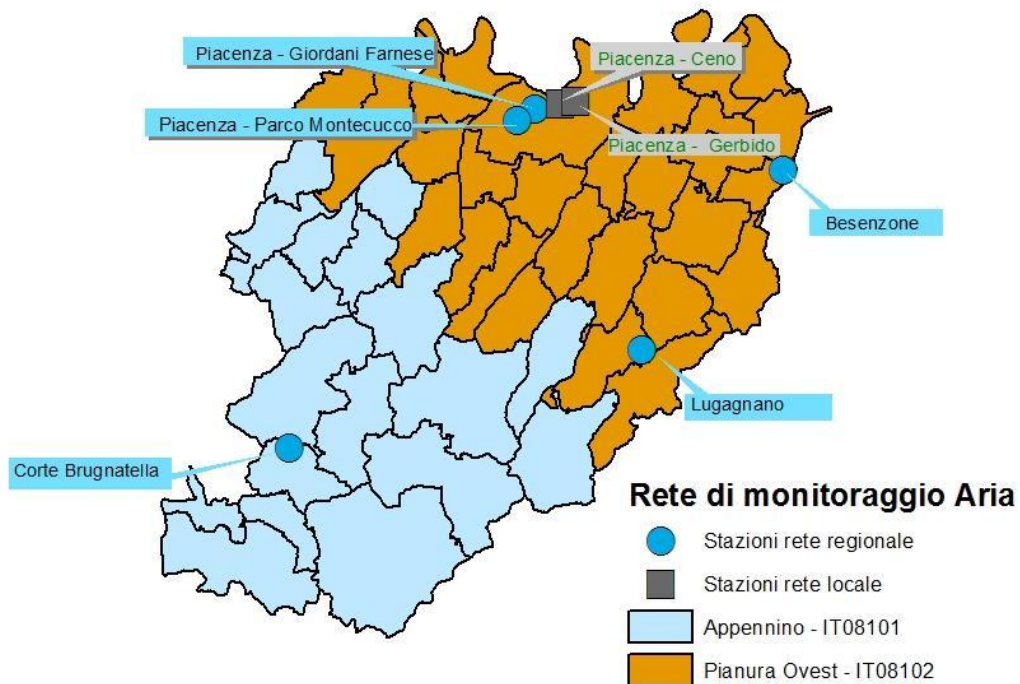 Piacenza - Giordani Farnese
Piacenza - Ceno
Piacenza - Parco Montecucco
Piacenza - Gerbido
Besenzone
Lugagnano
Corte Brugnatella
Rete di monitoraggio Aria
Stazioni rete regionale
Stazioni rete locale
Appennino - IT08101
Pianura Ovest - IT08102